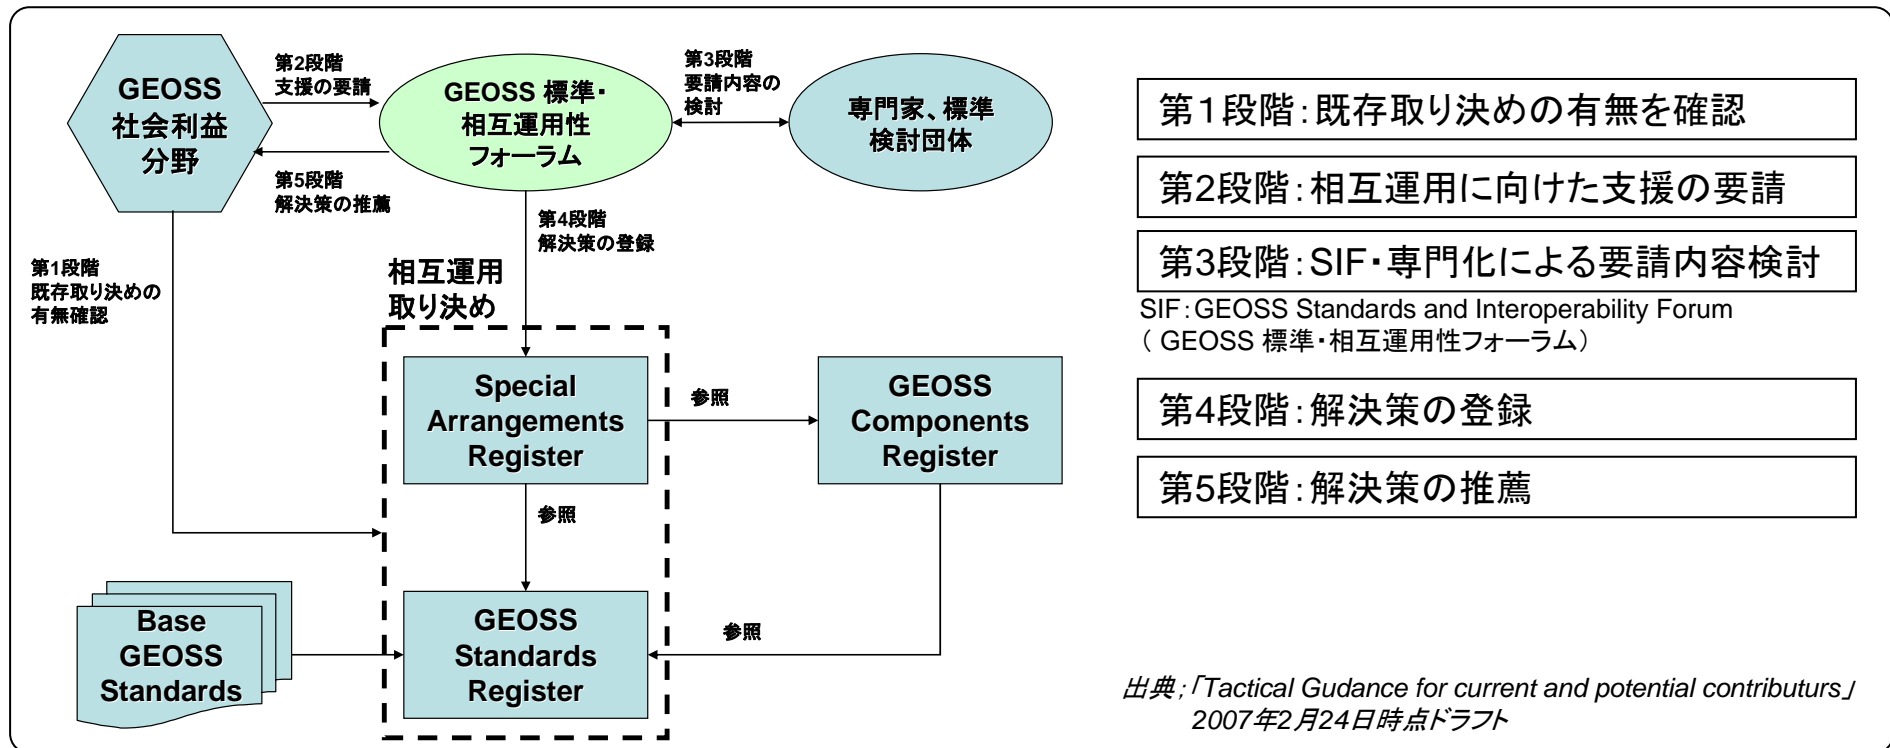 GEOSS
社会利益
分野
第2段階
支援の要請
GEOSS 標準・
相互運用性
フォーラム
第3段階
要請内容の
検討
専門家、標準
検討団体
第5段階
解決策の推薦
第4段階
解決策の登録
第1段階
既存取り決めの
有無確認
相互運用
取り決め
Special
Arrangements
Register
参照
GEOSS
Components
Register
参照
Base
GEOSS
Standards
GEOSS
Standards
Register
参照
第1段階：既存取り決めの有無を確認
第2段階：相互運用に向けた支援の要請
第3段階：SIF・専門化による要請内容検討
SIF：GEOSS Standards and Interoperability Forum
（ GEOSS 標準・相互運用性フォーラム）
第4段階：解決策の登録
第5段階：解決策の推薦
出典；「Tactical Gudance for current and potential contributurs」
2007年2月24日時点ドラフト